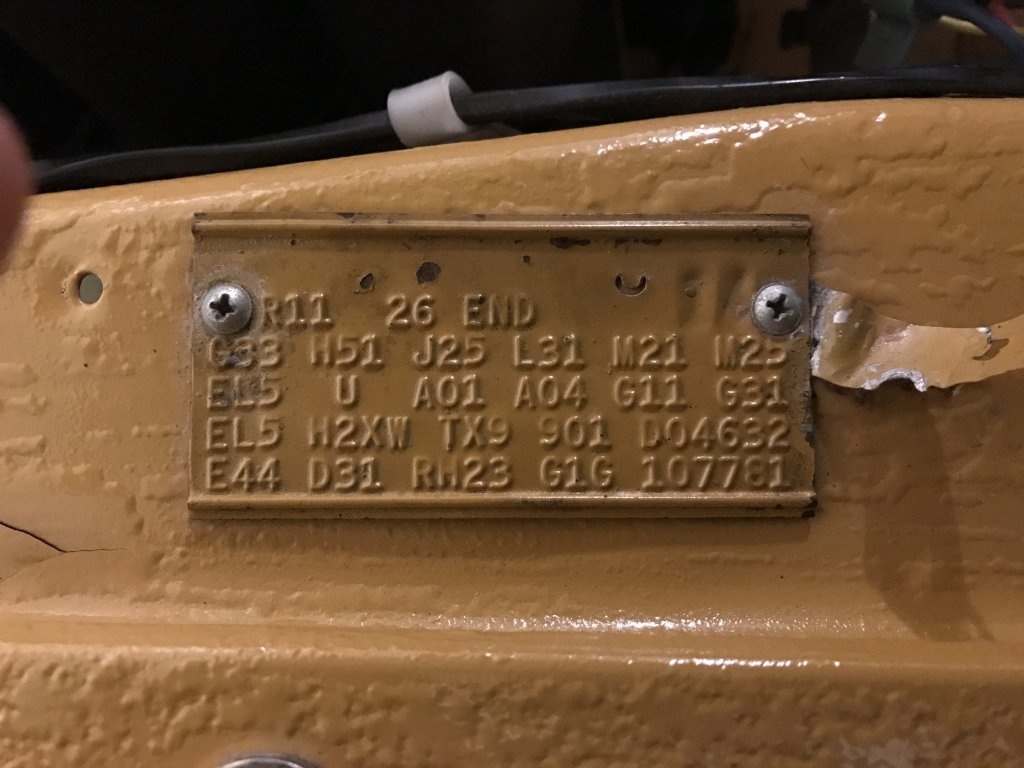 R11 26 END
G33 H51 J25 L31 M21 M25
EL5 U A01 A04 G11 G31
EL5 H2XW TX9 901 D04632
E44 D31 RH23 G1G 107781